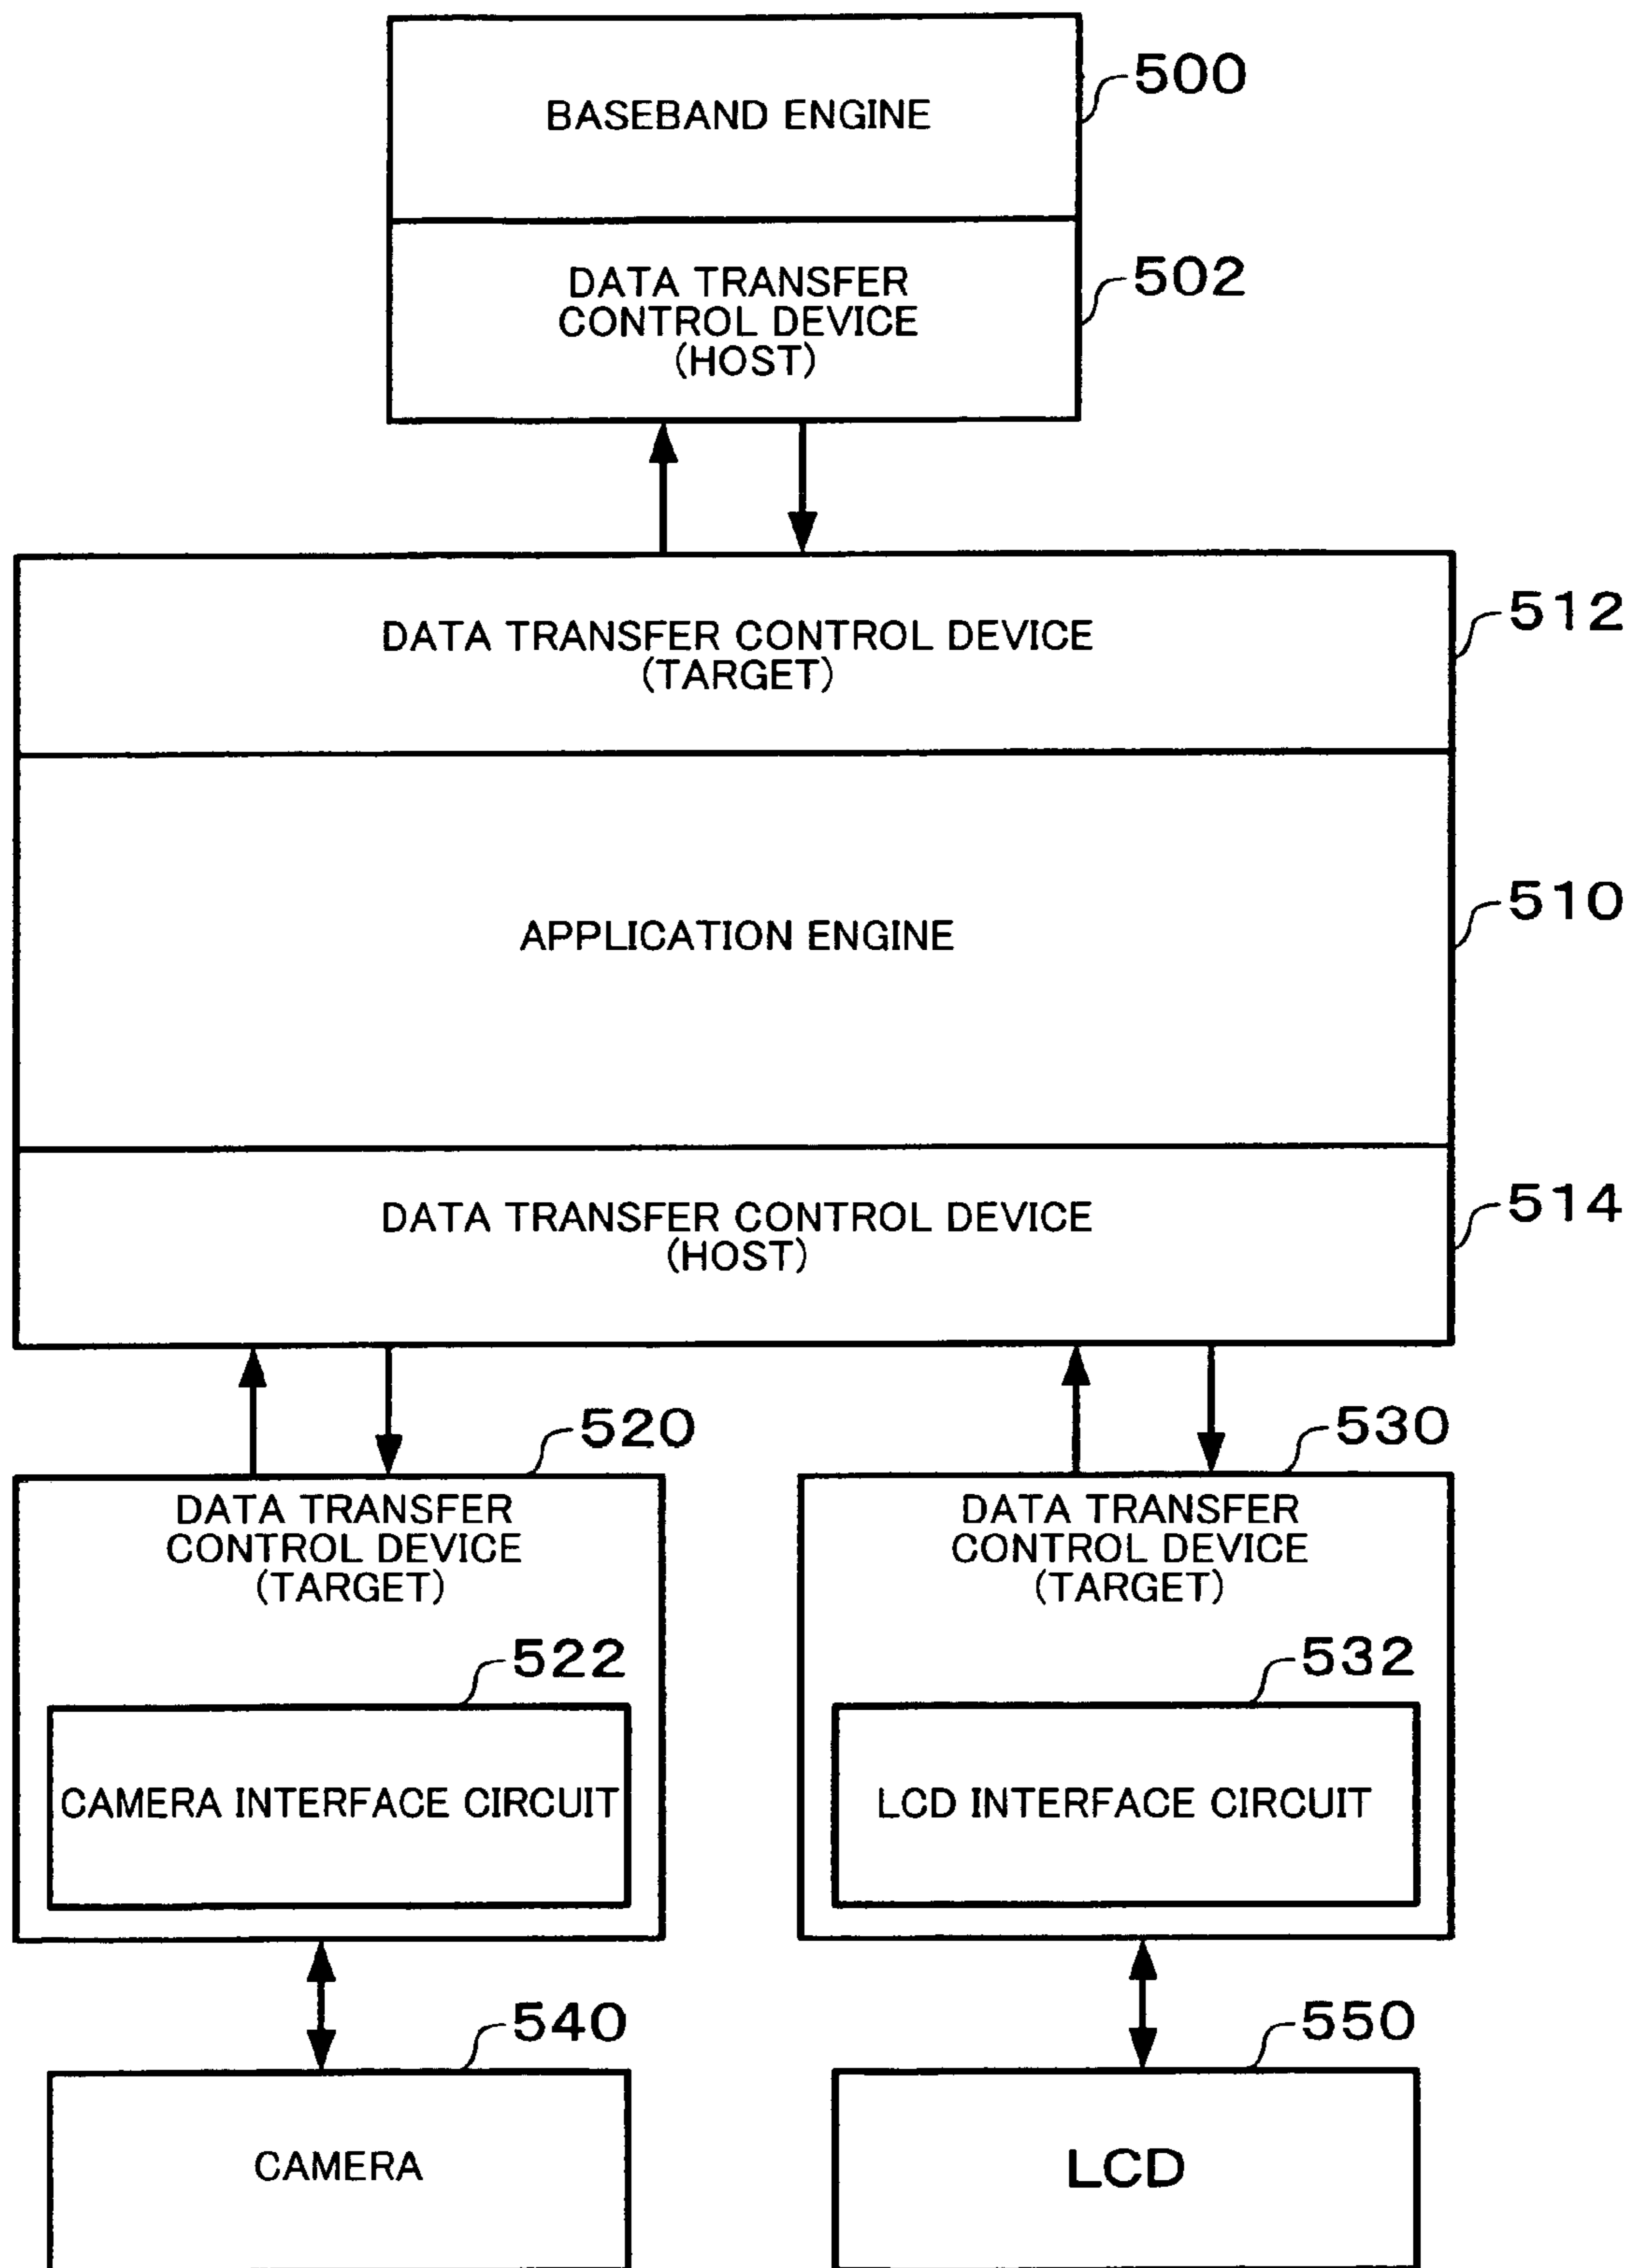 500
BASEBAND ENGINE
502
DATA TRANSFER
CONTROL DEVICE
(HOST)
512
DATA TRANSFER CONTROL DEVICE
(TARGET)
510
APPLICATION ENGINE
514
DATA TRANSFER CONTROL DEVICE
(HOST)
520
DATA TRANSFER
CONTROL DEVICE
(TARGET)
522
CAMERA INTERFACE CIRCUIT
530
DATA TRANSFER
CONTROL DEVICE
(TARGET)
532
LCD INTERFACE CIRCUIT
540
CAMERA
550
LCD